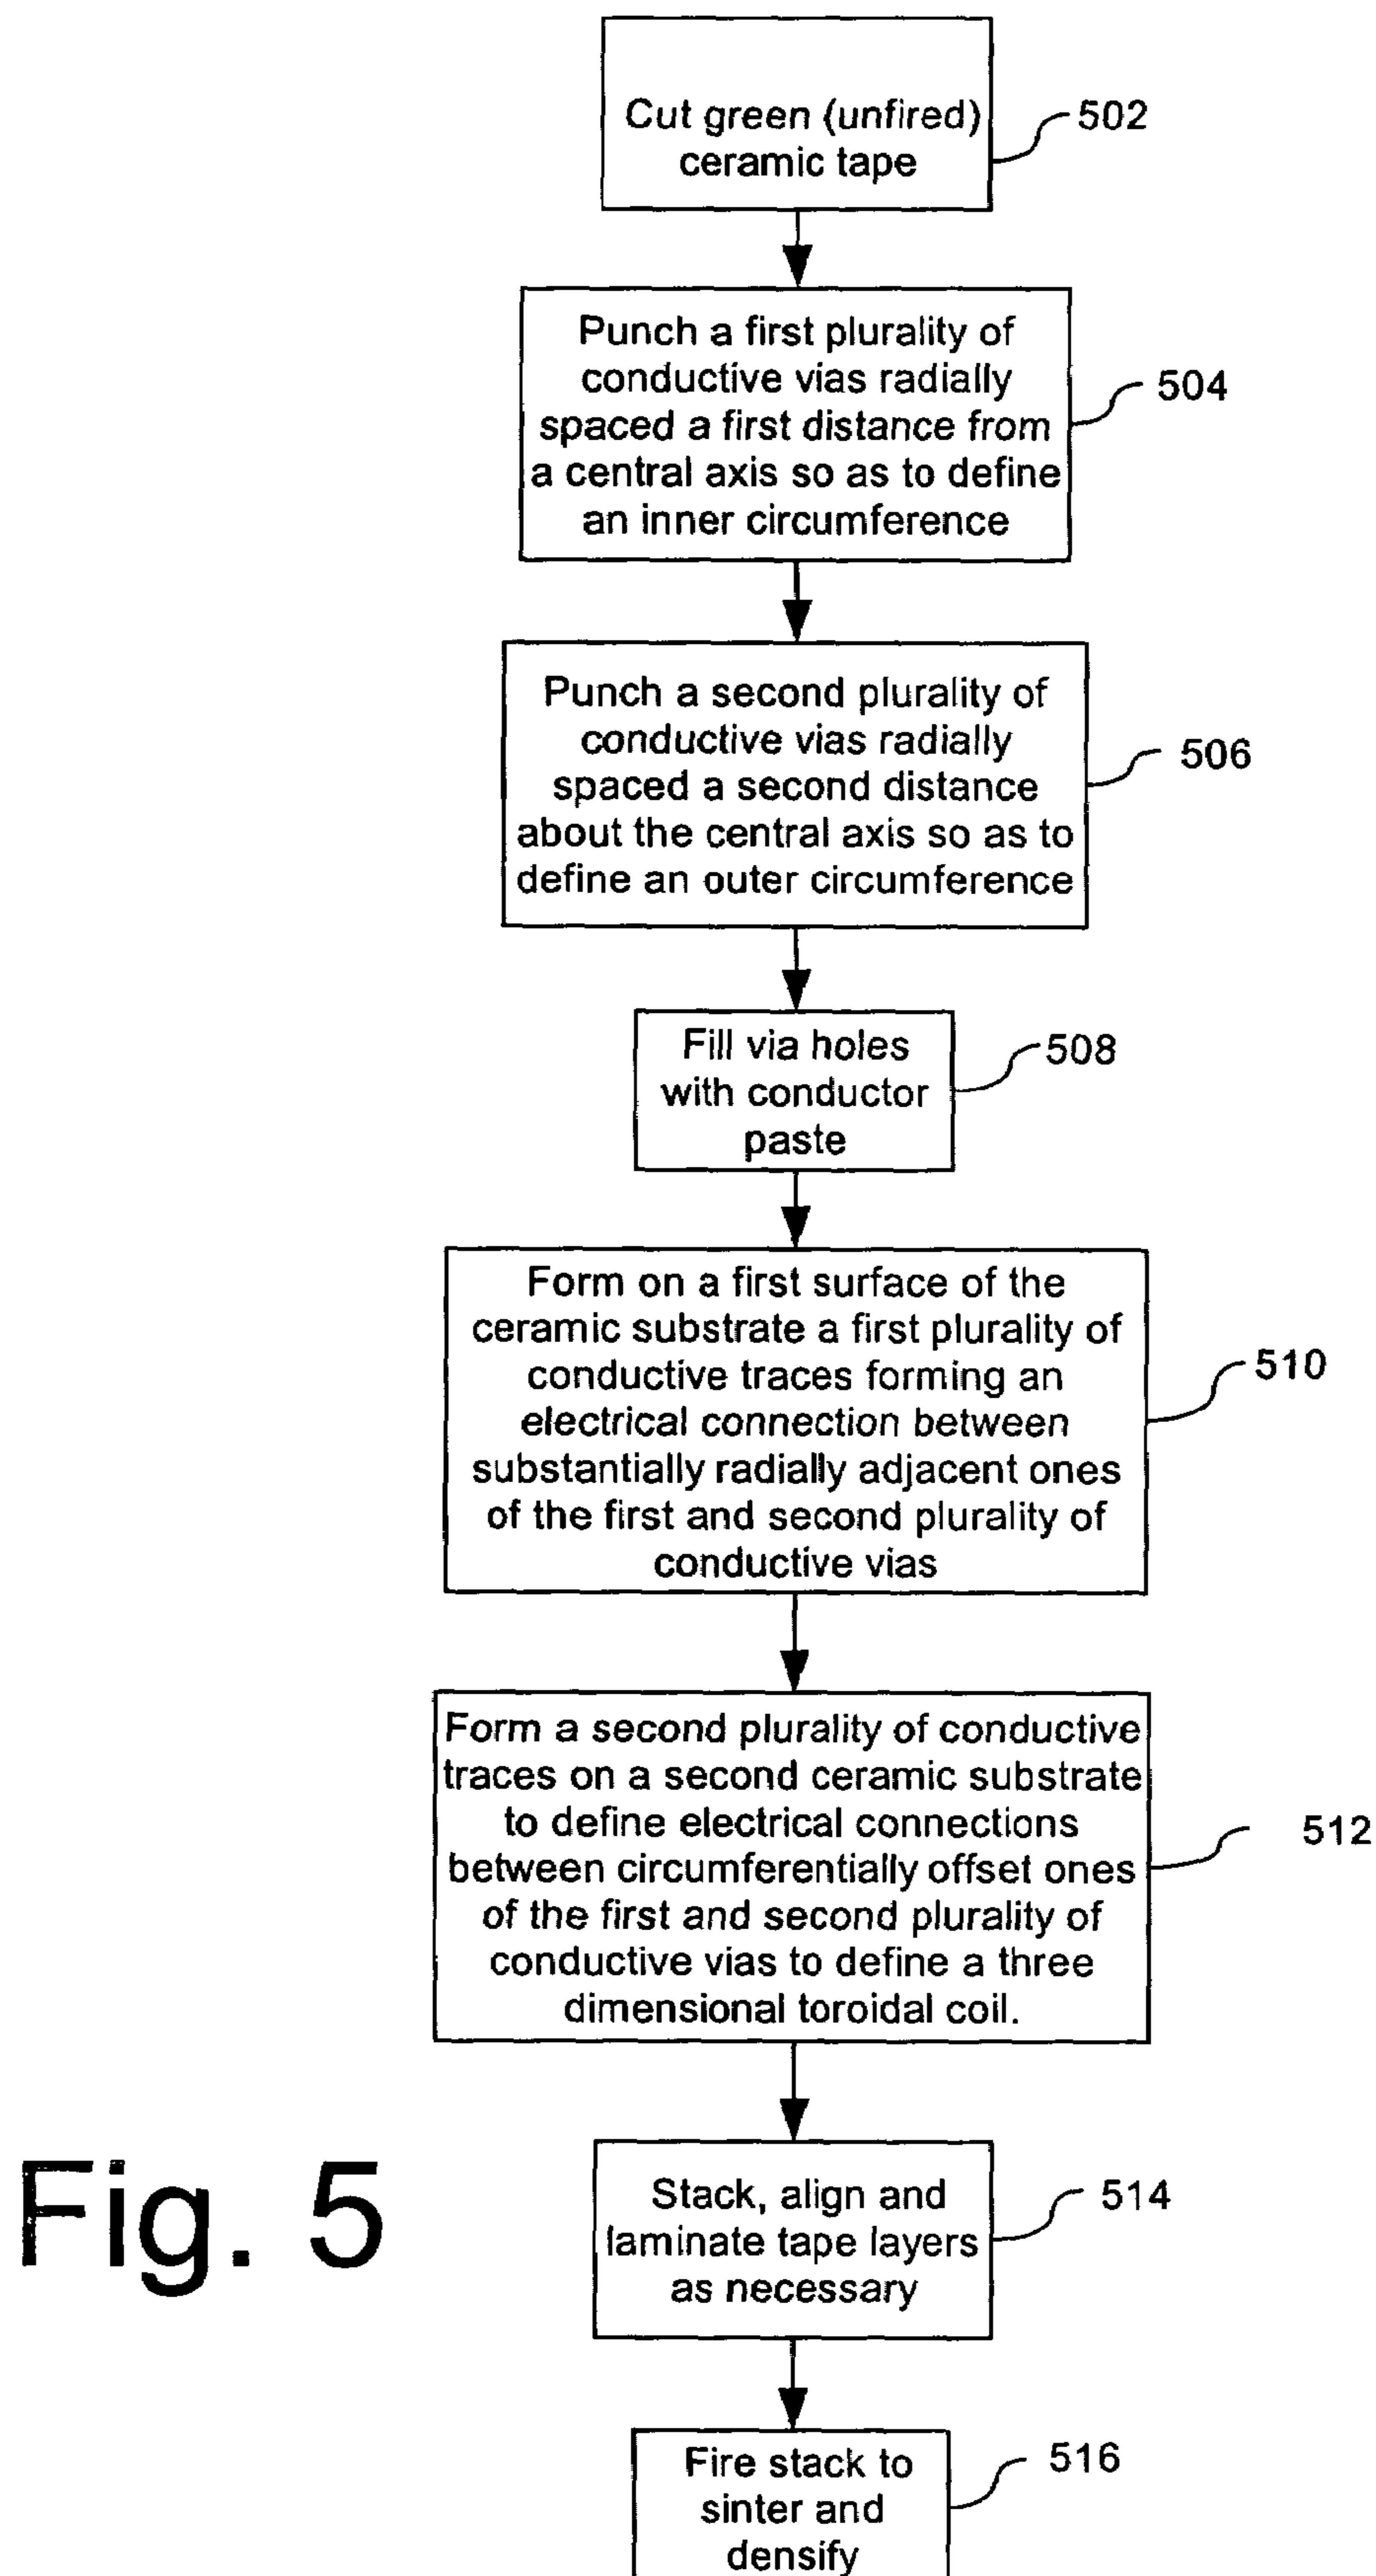 Cut green (unfired)
ceramic tape
502
Punch a first plurality of
conductive vias radially
spaced a first distance from
a central axis so as to define
an inner circumference
504
Punch a second plurality of
conductive vias radially
spaced a second distance
about the central axis so as to
define an outer circumference
506
Fill via holes
with conductor
paste
508
Form on a first surface of the
ceramic substrate a first plurality of
conductive traces forming an
electrical connection between
substantially radially adjacent ones
of the first and second plurality of
conductive vias
510
Form a second plurality of conductive
traces on a second ceramic substrate
to define electrical connections
between circumferentially offset ones
of the first and second plurality of
conductive vias to define a three
dimensional toroidal coil.
512
Stack, align and
laminate tape layers
as necessary
514
Fire stack to
sinter and
densify
516
Fig. 5